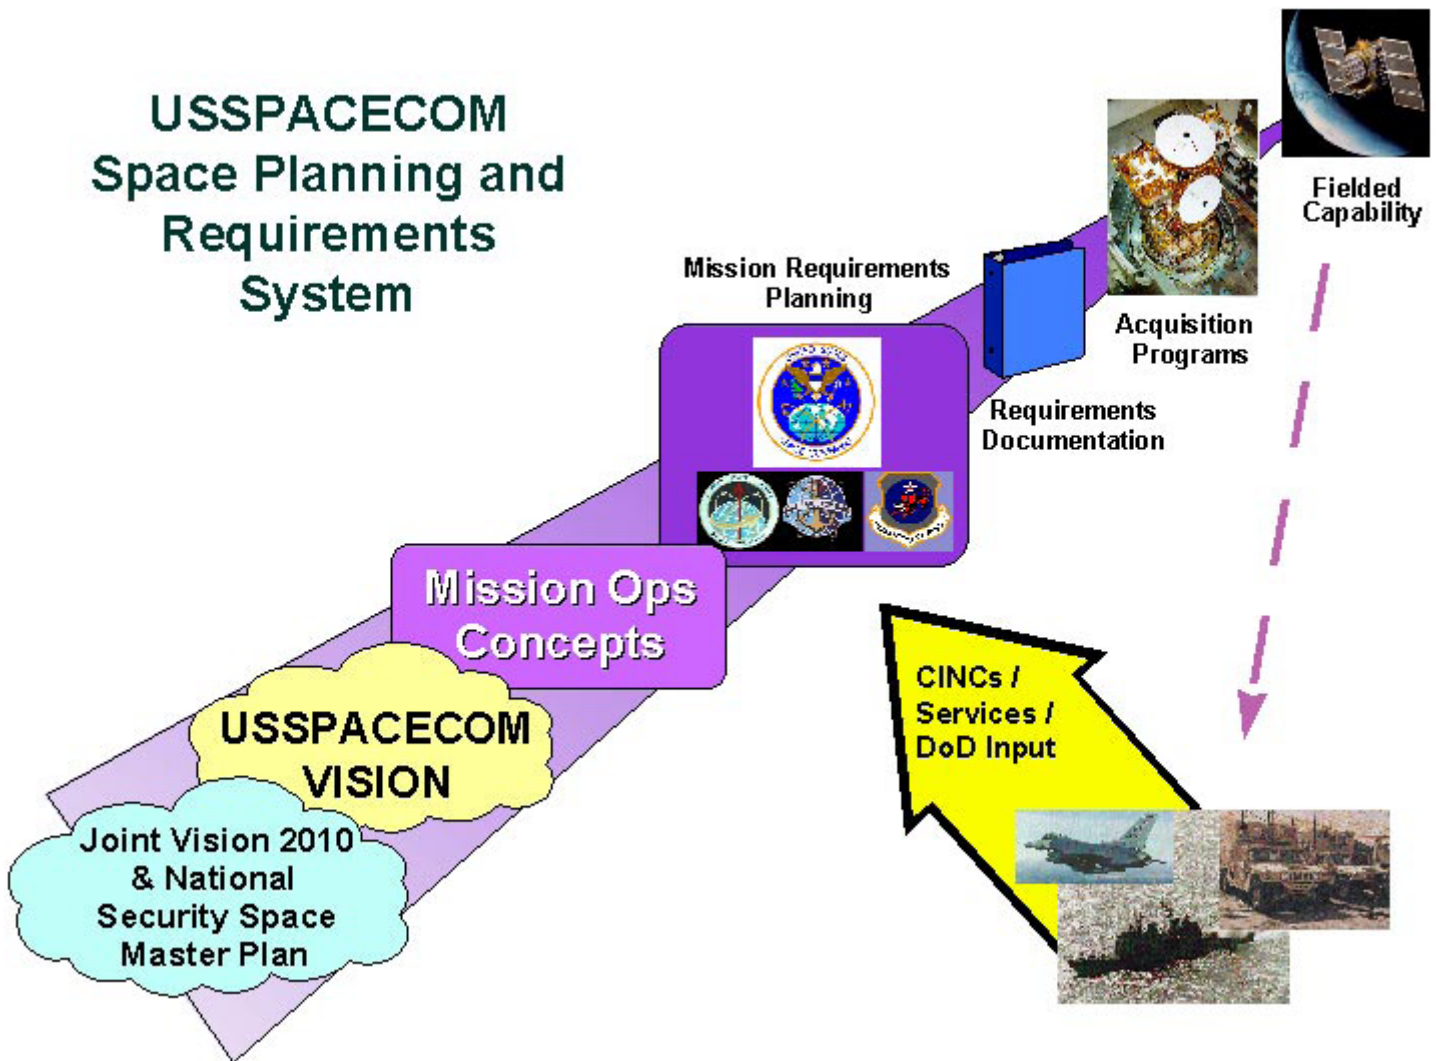 USSPACECOM
Space Planning and
Requirements
System
Fielded
Capability
Mission Requirements
Planning
Acquisition
Programs
Requirements
Documentation
Mission Ops
Concepts
CINCs /
Services /
DoD Input
USSPACECOM
VISION
Joint Vision 2010
& National
Security Space
Master Plan